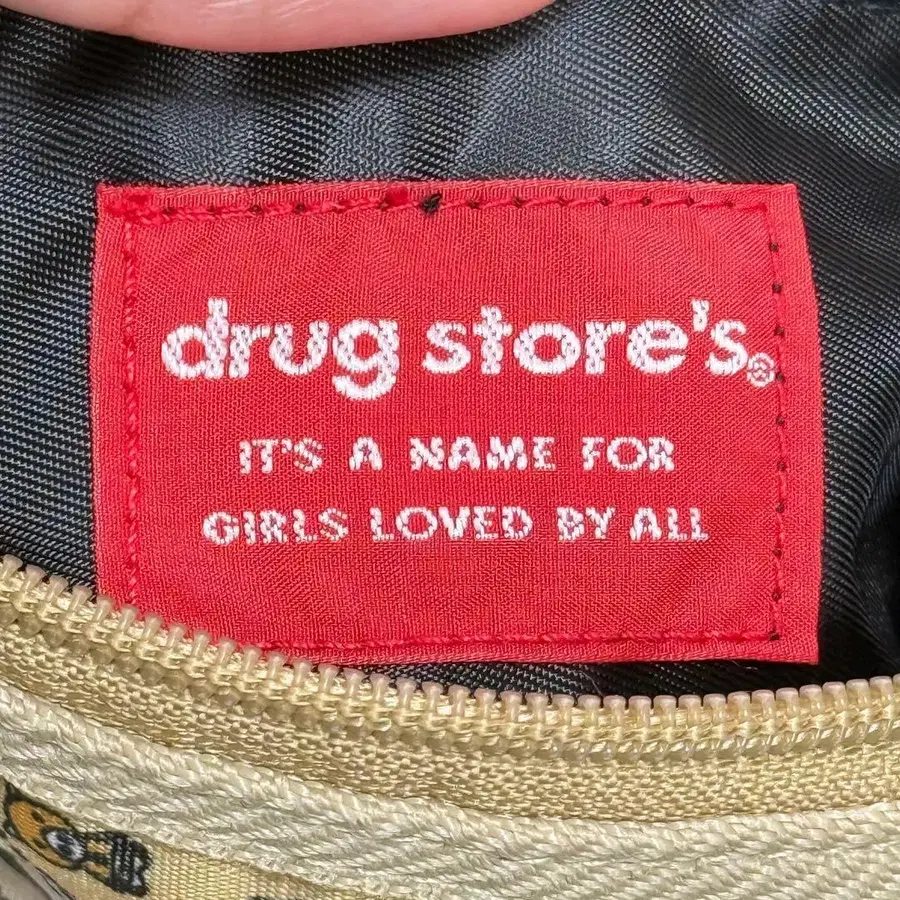 drug store's®
IT'S A NAME FOR
GIRLS LOVED BY ALL